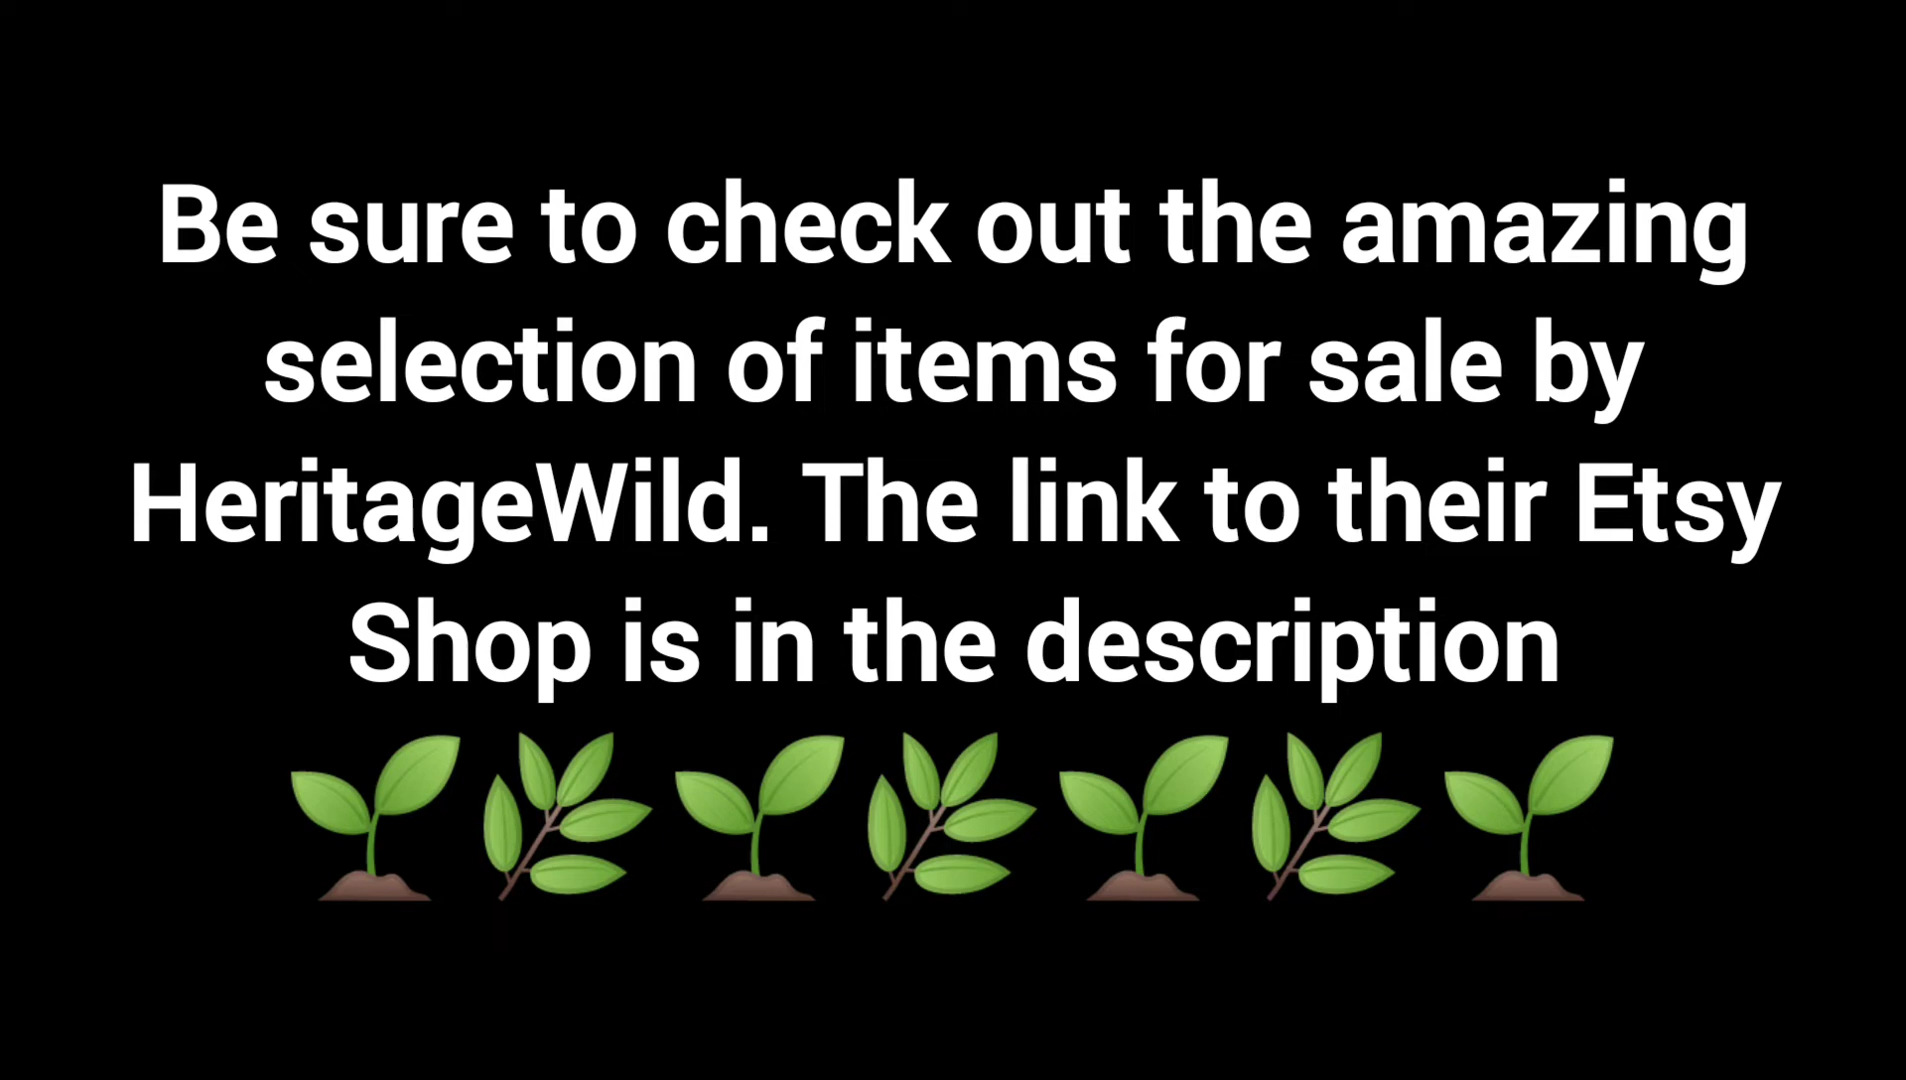 Be sure to check out the amazing
selection of items for sale by
HeritageWild. The link to their Etsy
Shop is in the description
🌱🌿🌱🌿🌱🌿🌱